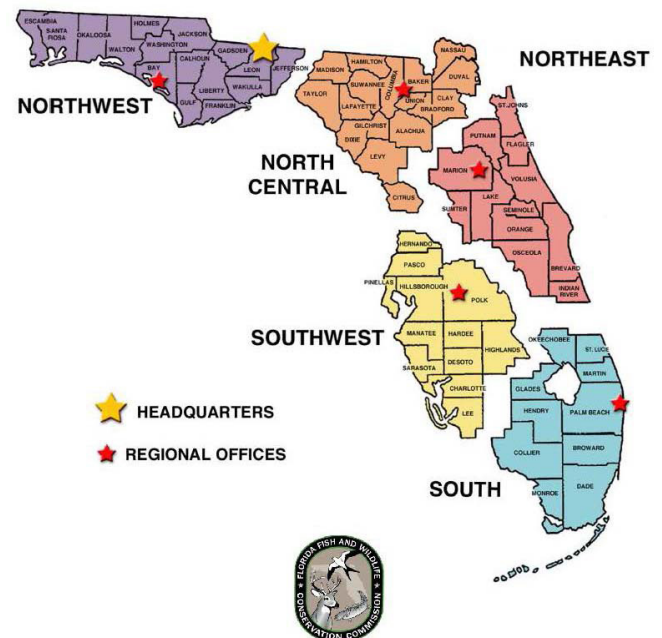 ESCAMBIA
SANTA
ROSA
OKALOOSA
WALTON
HOLMES
WASHINGTON
JACKSON
BAY
CALHOUN
GADSDEN
LEON
JEFFERSON
GULF
LIBERTY
WAKULLA
FRANKLIN
NORTHWEST
MADISON
HAMILTON
TAYLOR
SUWANNEE
COLUMBIA
BAKER
NASSAU
DUVAL
LAFAYETTE
UNION
CLAY
BRADFORD
GILCHRIST
ALACHUA
DIXIE
LEVY
CITRUS
NORTH
CENTRAL
NORTHEAST
ST JOHNS
PUTNAM
FLAGLER
MARION
VOLUSIA
LAKE
SUMTER
SEMINOLE
ORANGE
OSCEOLA
BREVARD
INDIAN
RIVER
HERNANDO
PASCO
PINELLAS
HILLSBOROUGH
POLK
MANATEE
HARDEE
HIGHLANDS
SARASOTA
DESOTO
CHARLOTTE
LEE
SOUTHWEST
OKEECHOBEE
ST. LUCIE
MARTIN
GLADES
HENDRY
PALM BEACH
COLLIER
BROWARD
MONROE
DADE
SOUTH
HEADQUARTERS
REGIONAL OFFICES
FLORIDA FISH AND WILDLIFE
CONSERVATION COMMISSION